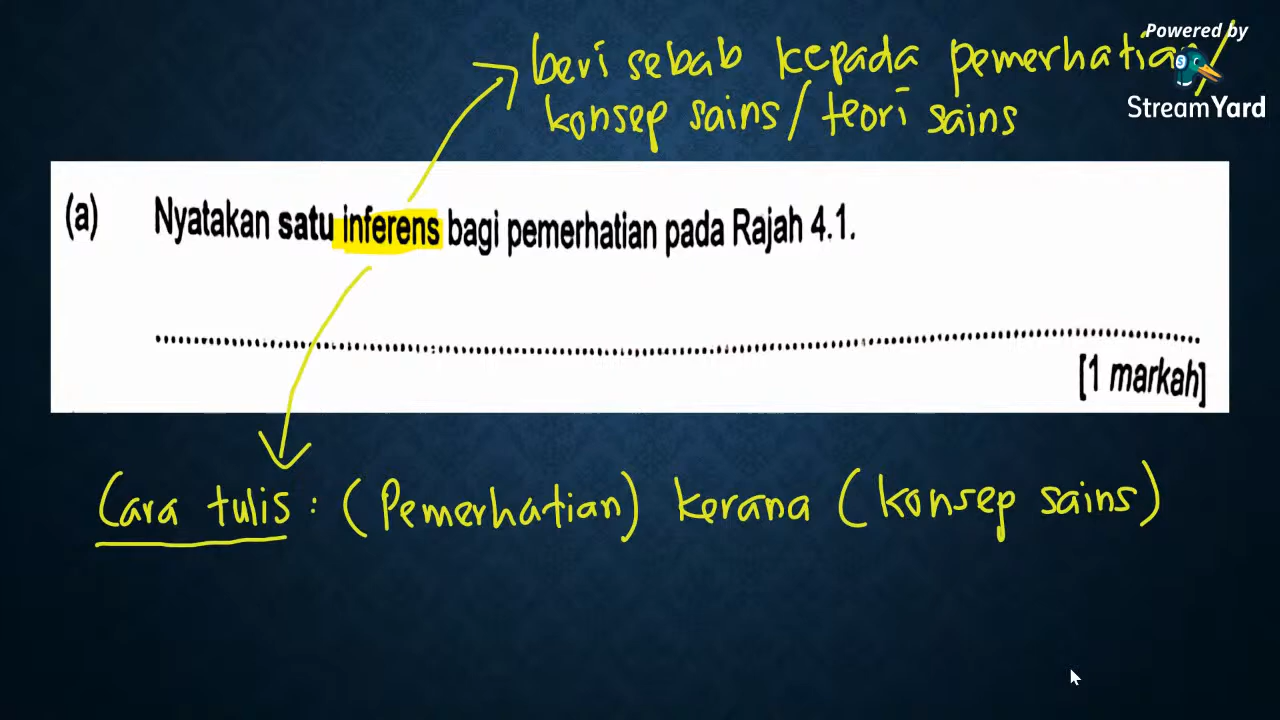 Powered by
StreamYard
beri sebab kepada pemerhatian /
konsep sains / teori sains
(a) Nyatakan satu inferens bagi pemerhatian pada Rajah 4.1.
[1 markah]
Cara tulis : (Pemerhatian) kerana (konsep sains)